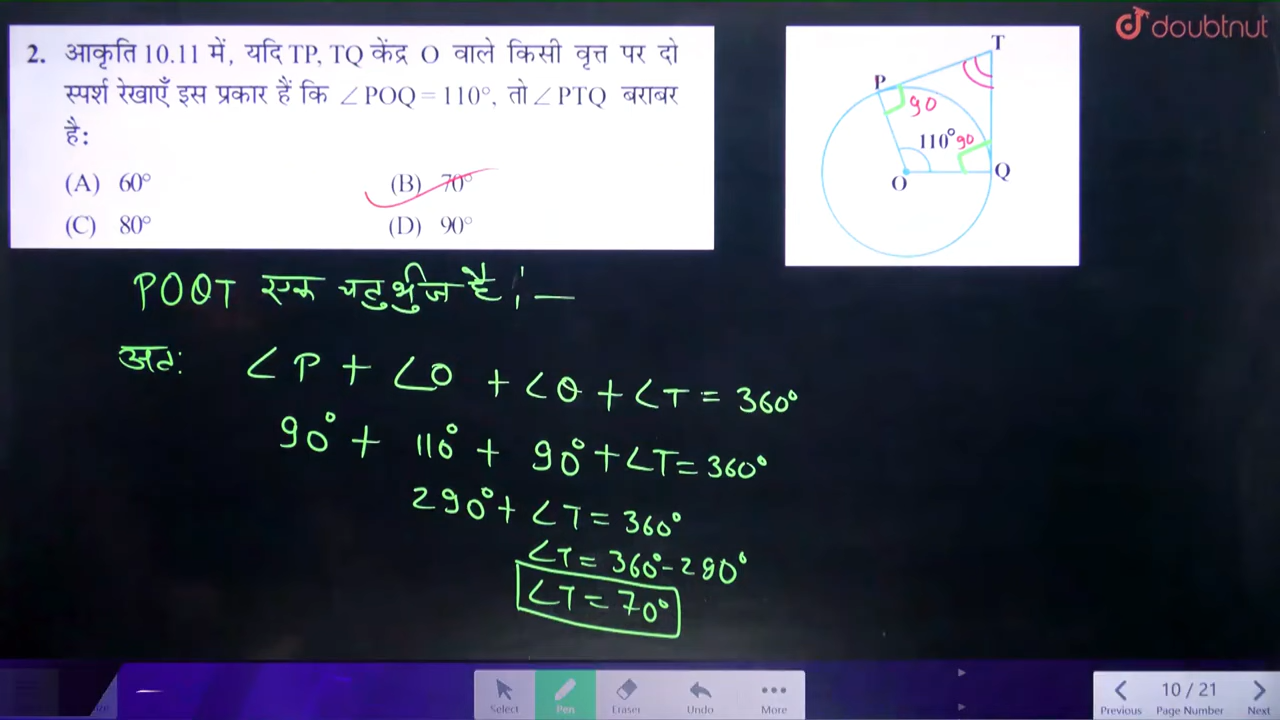 doubtnut
2. आकृति 10.11 में, यदि TP, TQ केंद्र O वाले किसी वृत्त पर दो
स्पर्श रेखाएँ इस प्रकार हैं कि ∠POQ = 110°, तो ∠PTQ बराबर
है:
(A) 60° (B) 70°
(C) 80° (D) 90°
T
P
90
110° 90
O Q
POQT एक चतुर्भुज है :—
अतः ∠P + ∠O + ∠Q + ∠T = 360°
90° + 110° + 90° + ∠T = 360°
290° + ∠T = 360°
∠T = 360° - 290°
∠T = 70°
Select Pen Eraser Undo More
10 / 21
Previous Page Number Next